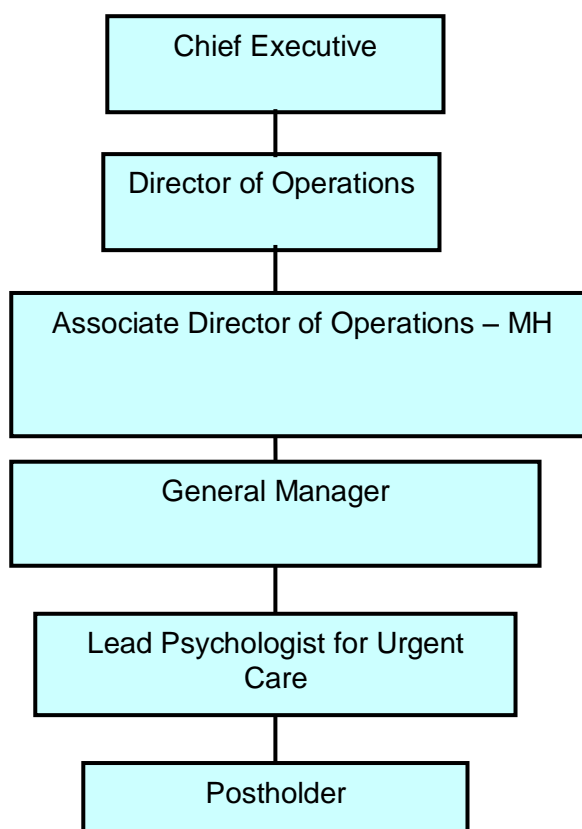 Chief Executive
Director of Operations
Associate Director of Operations – MH
General Manager
Lead Psychologist for Urgent
Care
Postholder